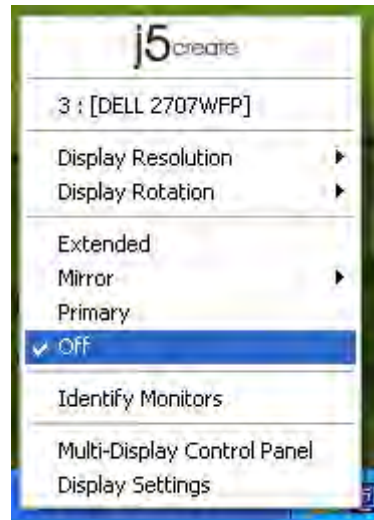 j5create
3 : [DELL 2707WFP]
Display Resolution
Display Rotation
Extended
Mirror
Primary
Off
Identify Monitors
Multi-Display Control Panel
Display Settings